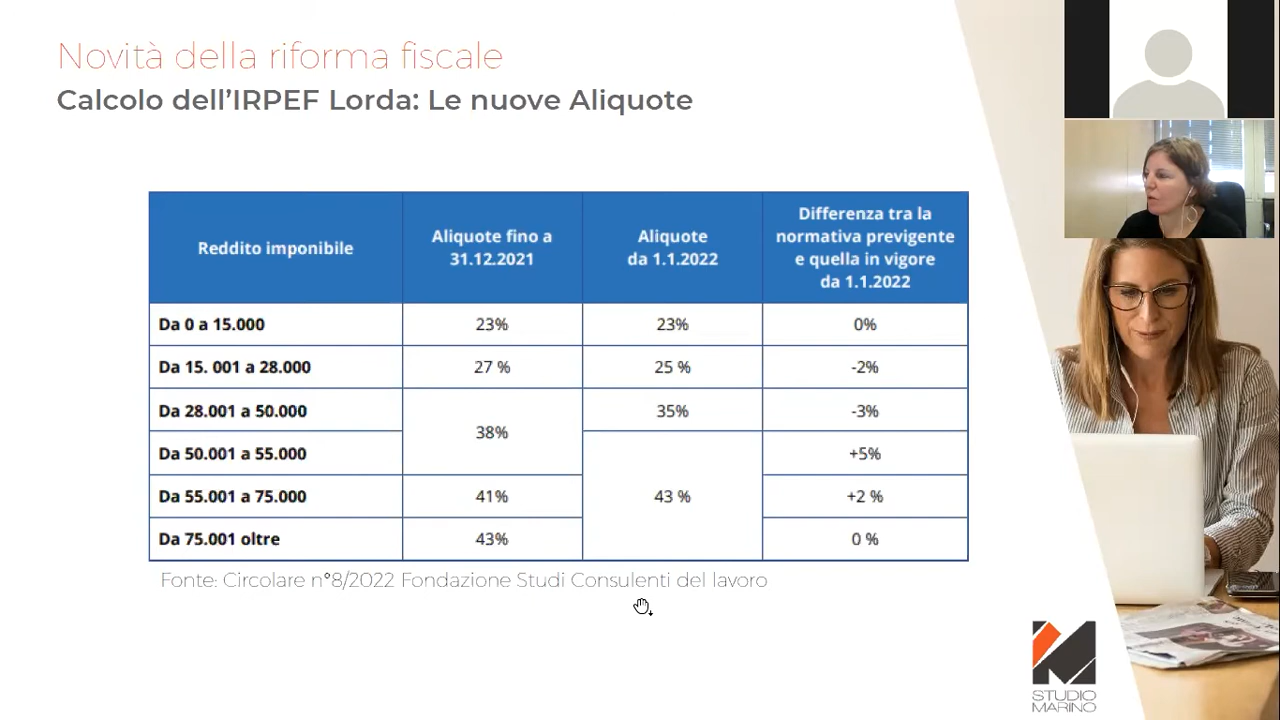 Novità della riforma fiscale
Calcolo dell'IRPEF Lorda: Le nuove Aliquote
Reddito imponibile
Aliquote fino a
31.12.2021
Aliquote
da 1.1.2022
Differenza tra la
normativa previgente
e quella in vigore
da 1.1.2022
Da 0 a 15.000 23% 23% 0%
Da 15. 001 a 28.000 27 % 25 % -2%
Da 28.001 a 50.000 38% 35% -3%
Da 50.001 a 55.000 +5%
Da 55.001 a 75.000 41% 43 % +2 %
Da 75.001 oltre 43% 0 %
Fonte: Circolare n°8/2022 Fondazione Studi Consulenti del lavoro
STUDIO
MARINO